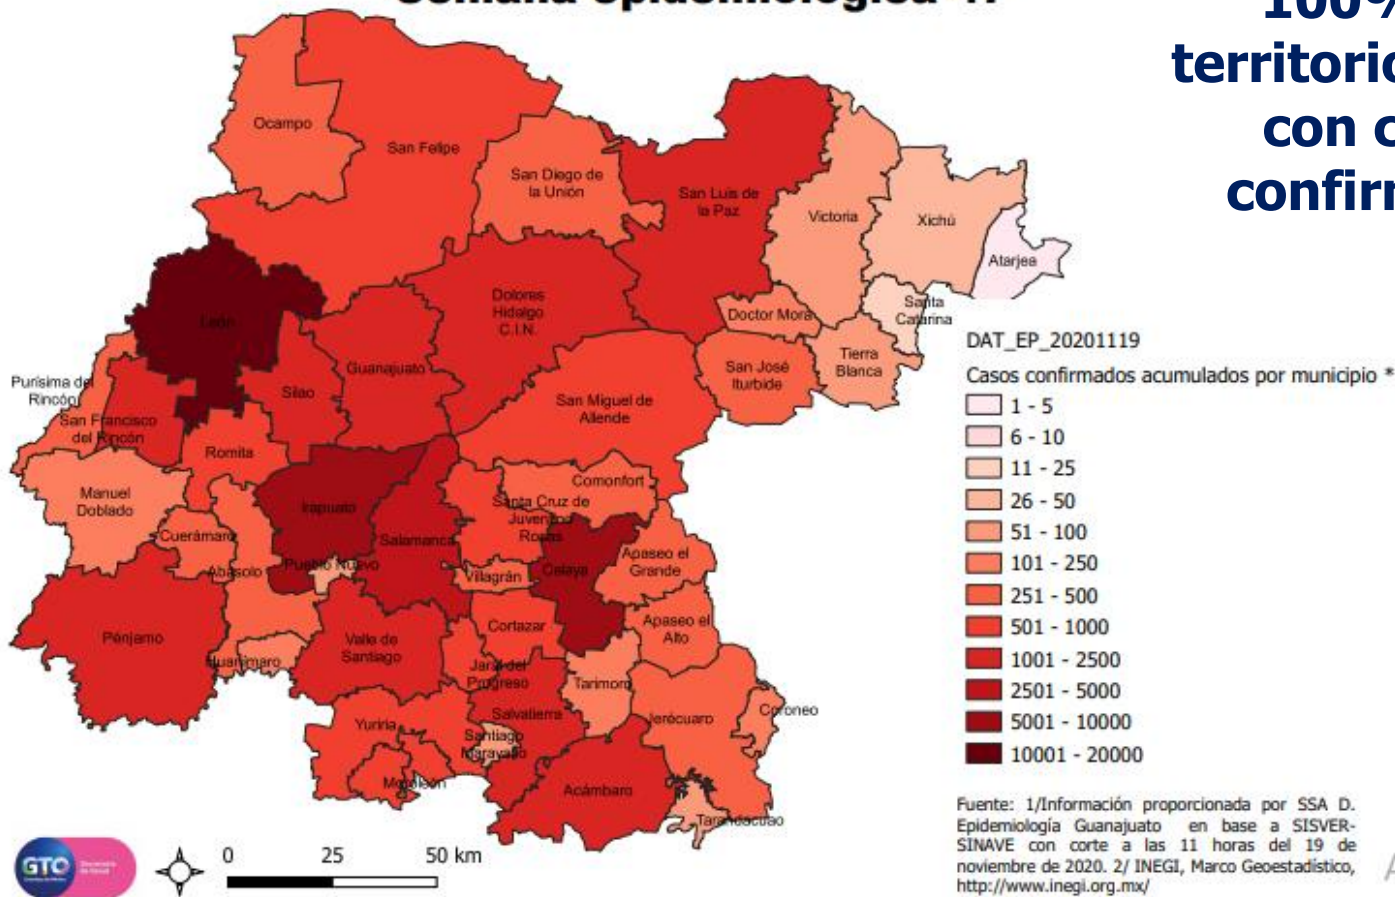 Semana epidemiológica 47
100%
territorio
con c
confirm
Ocampo
San Felipe
San Diego de
la Unión
San Luis de
la Paz
Victoria
Xichú
Atarjea
León
Dolores
Hidalgo
C.I.N.
Doctor Mora
Santa
Catarina
Purísima del
Rincón
San Francisco
del Rincón
Silao
Guanajuato
San José
Iturbide
Tierra
Blanca
San Miguel de
Allende
Romita
Manuel
Doblado
Irapuato
Comonfort
Santa Cruz de
Juventino
Rosas
Cuerámaro
Salamanca
Abasolo
Pueblo Nuevo
Villagrán
Celaya
Apaseo el
Grande
Pénjamo
Valle de
Santiago
Cortazar
Apaseo el
Alto
Huanímaro
Jaral del
Progreso
Tarimoro
Salvatierra
Jerécuaro
Coroneo
Yuriria
Santiago
Maravatío
Moroleón
Acámbaro
Tarandacuao
DAT_EP_20201119
Casos confirmados acumulados por municipio *
1 - 5
6 - 10
11 - 25
26 - 50
51 - 100
101 - 250
251 - 500
501 - 1000
1001 - 2500
2501 - 5000
5001 - 10000
10001 - 20000
Fuente: 1/Información proporcionada por SSA D.
Epidemiología Guanajuato en base a SISVER-
SINAVE con corte a las 11 horas del 19 de
noviembre de 2020. 2/ INEGI, Marco Geoestadístico,
http://www.inegi.org.mx/
GTO
0 25 50 km
A